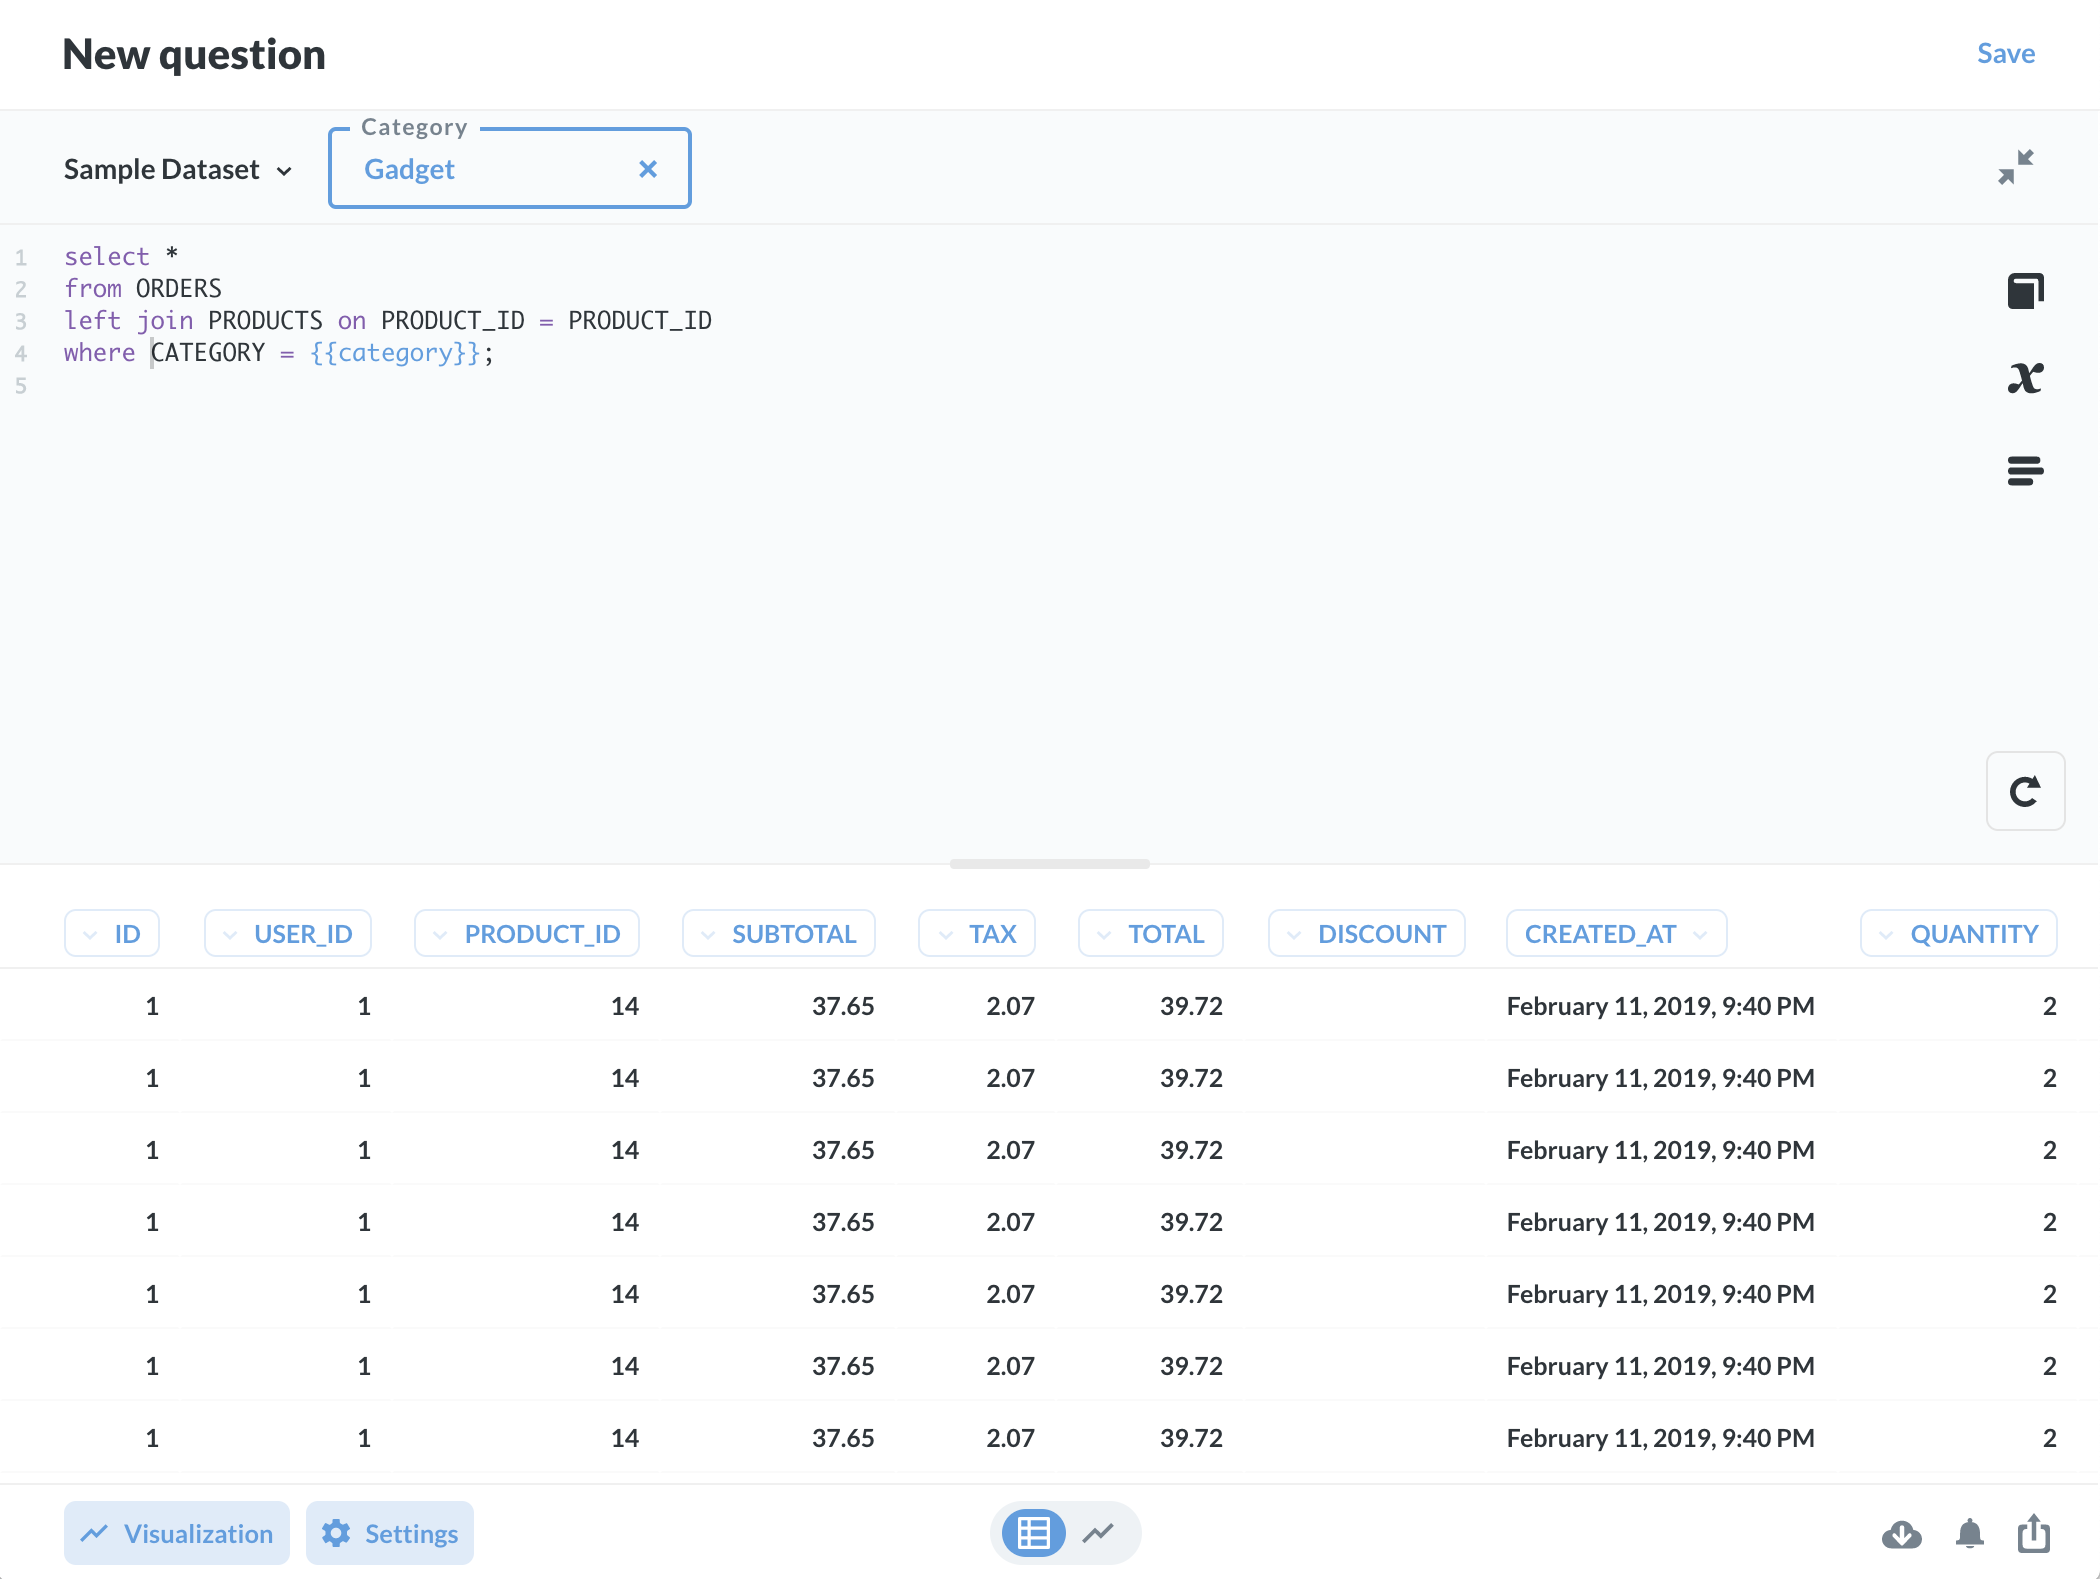 New question
Save
Category
Sample Dataset
Gadget
1 select *
2 from ORDERS
3 left join PRODUCTS on PRODUCT_ID = PRODUCT_ID
4 where CATEGORY = {{category}};
5
ID USER_ID PRODUCT_ID SUBTOTAL TAX TOTAL DISCOUNT CREATED_AT QUANTITY
1 1 14 37.65 2.07 39.72 February 11, 2019, 9:40 PM 2
1 1 14 37.65 2.07 39.72 February 11, 2019, 9:40 PM 2
1 1 14 37.65 2.07 39.72 February 11, 2019, 9:40 PM 2
1 1 14 37.65 2.07 39.72 February 11, 2019, 9:40 PM 2
1 1 14 37.65 2.07 39.72 February 11, 2019, 9:40 PM 2
1 1 14 37.65 2.07 39.72 February 11, 2019, 9:40 PM 2
1 1 14 37.65 2.07 39.72 February 11, 2019, 9:40 PM 2
Visualization Settings